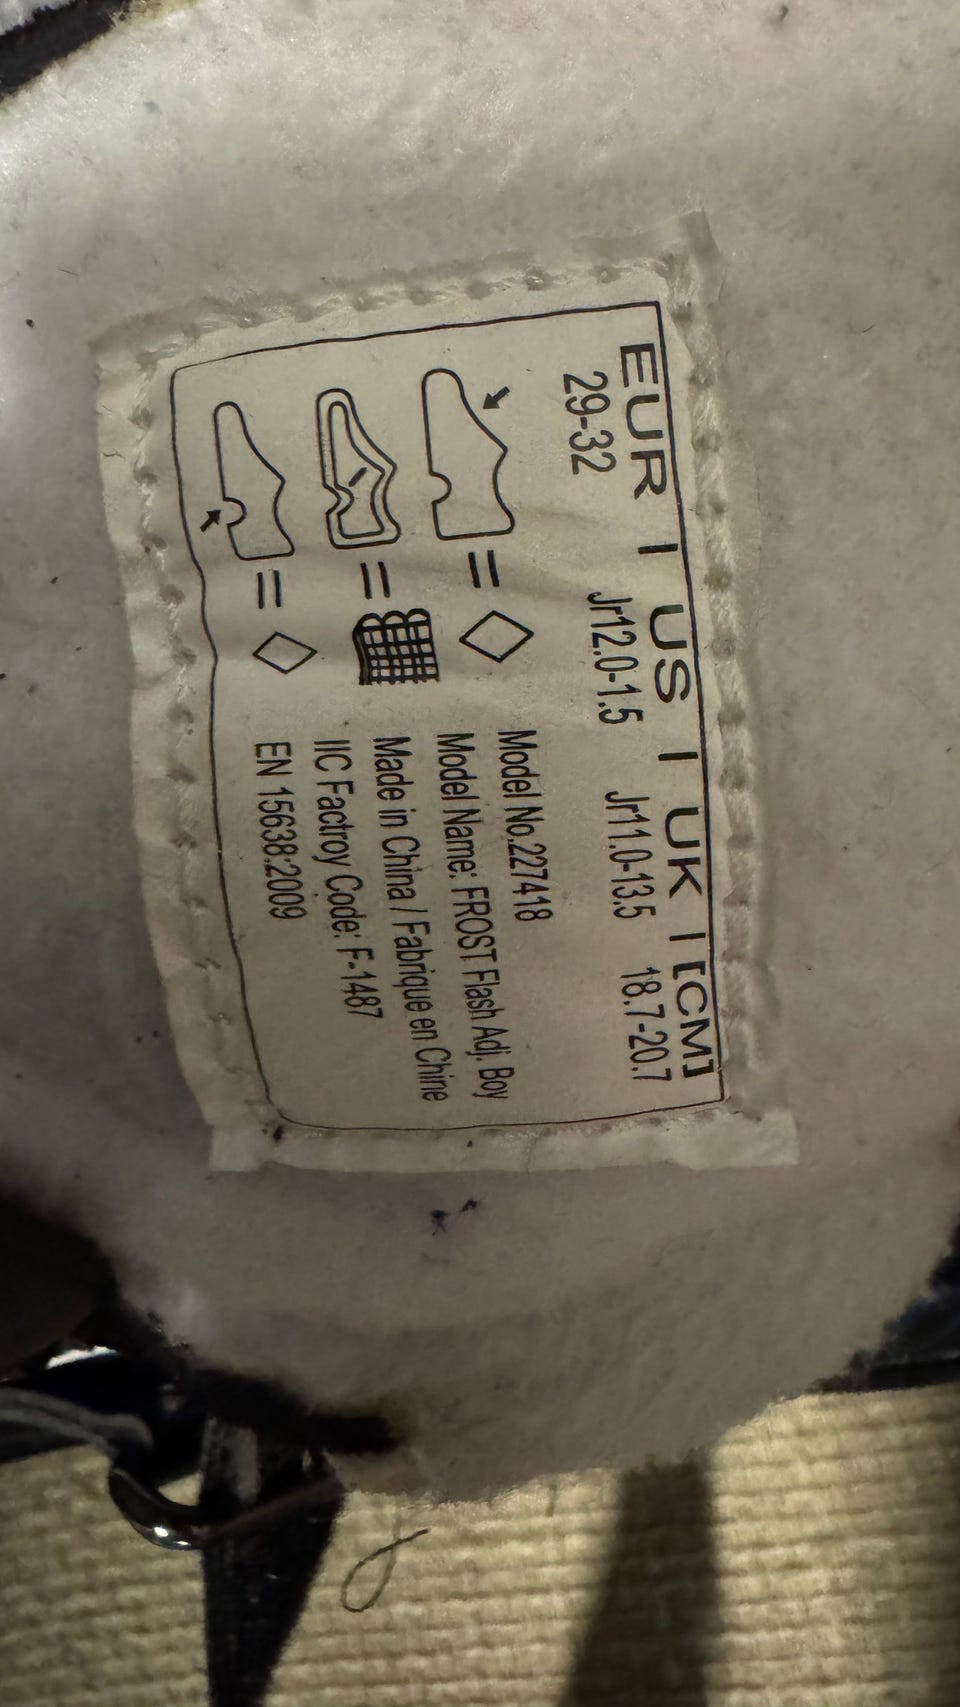 EUR | US | UK | [CM]
29-32 Jr12.0-1.5 Jr11.0-13.5 18.7-20.7
=
=
=
Model No.227418
Model Name: FROST Flash Adj. Boy
Made in China / Fabrique en Chine
IIC Factroy Code: F-1487
EN 15638:2009